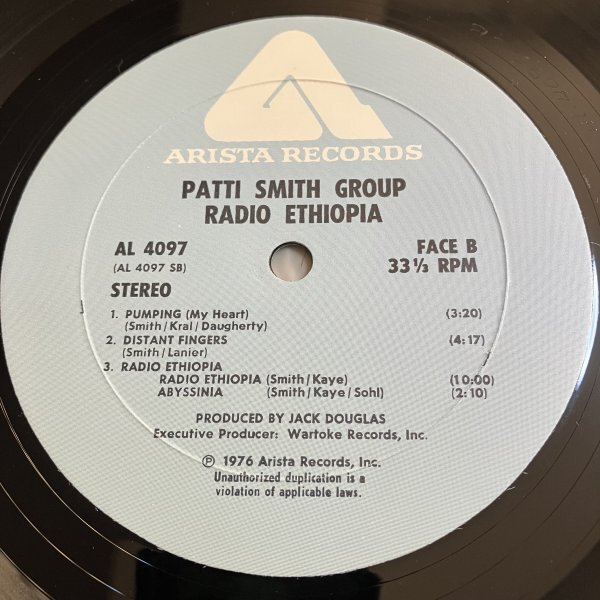 ARISTA RECORDS
PATTI SMITH GROUP
RADIO ETHIOPIA
AL 4097 FACE B
(AL 4097 SB) 33⅓ RPM
STEREO
1. PUMPING (My Heart) (3:20)
(Smith/Kral/Daugherty)
2. DISTANT FINGERS (4:17)
(Smith/Lanier)
3. RADIO ETHIOPIA
RADIO ETHIOPIA (Smith/Kaye) (10:00)
ABYSSINIA (Smith/Kaye/Sohl) (2:10)
PRODUCED BY JACK DOUGLAS
Executive Producer: Wartoke Records, Inc.
℗ 1976 Arista Records, Inc.
Unauthorized duplication is a
violation of applicable laws.